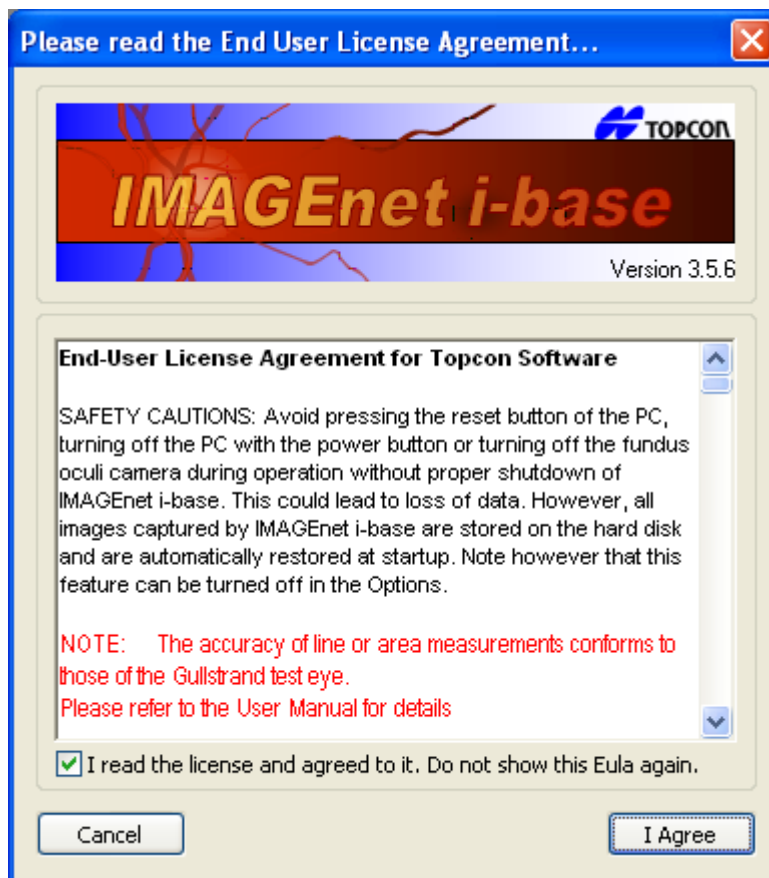 Please read the End User License Agreement...
TOPCON
IMAGEnet i-base
Version 3.5.6
End-User License Agreement for Topcon Software
SAFETY CAUTIONS: Avoid pressing the reset button of the PC,
turning off the PC with the power button or turning off the fundus
oculi camera during operation without proper shutdown of
IMAGEnet i-base. This could lead to loss of data. However, all
images captured by IMAGEnet i-base are stored on the hard disk
and are automatically restored at startup. Note however that this
feature can be turned off in the Options.
NOTE: The accuracy of line or area measurements conforms to
those of the Gullstrand test eye.
Please refer to the User Manual for details
I read the license and agreed to it. Do not show this Eula again.
Cancel
I Agree